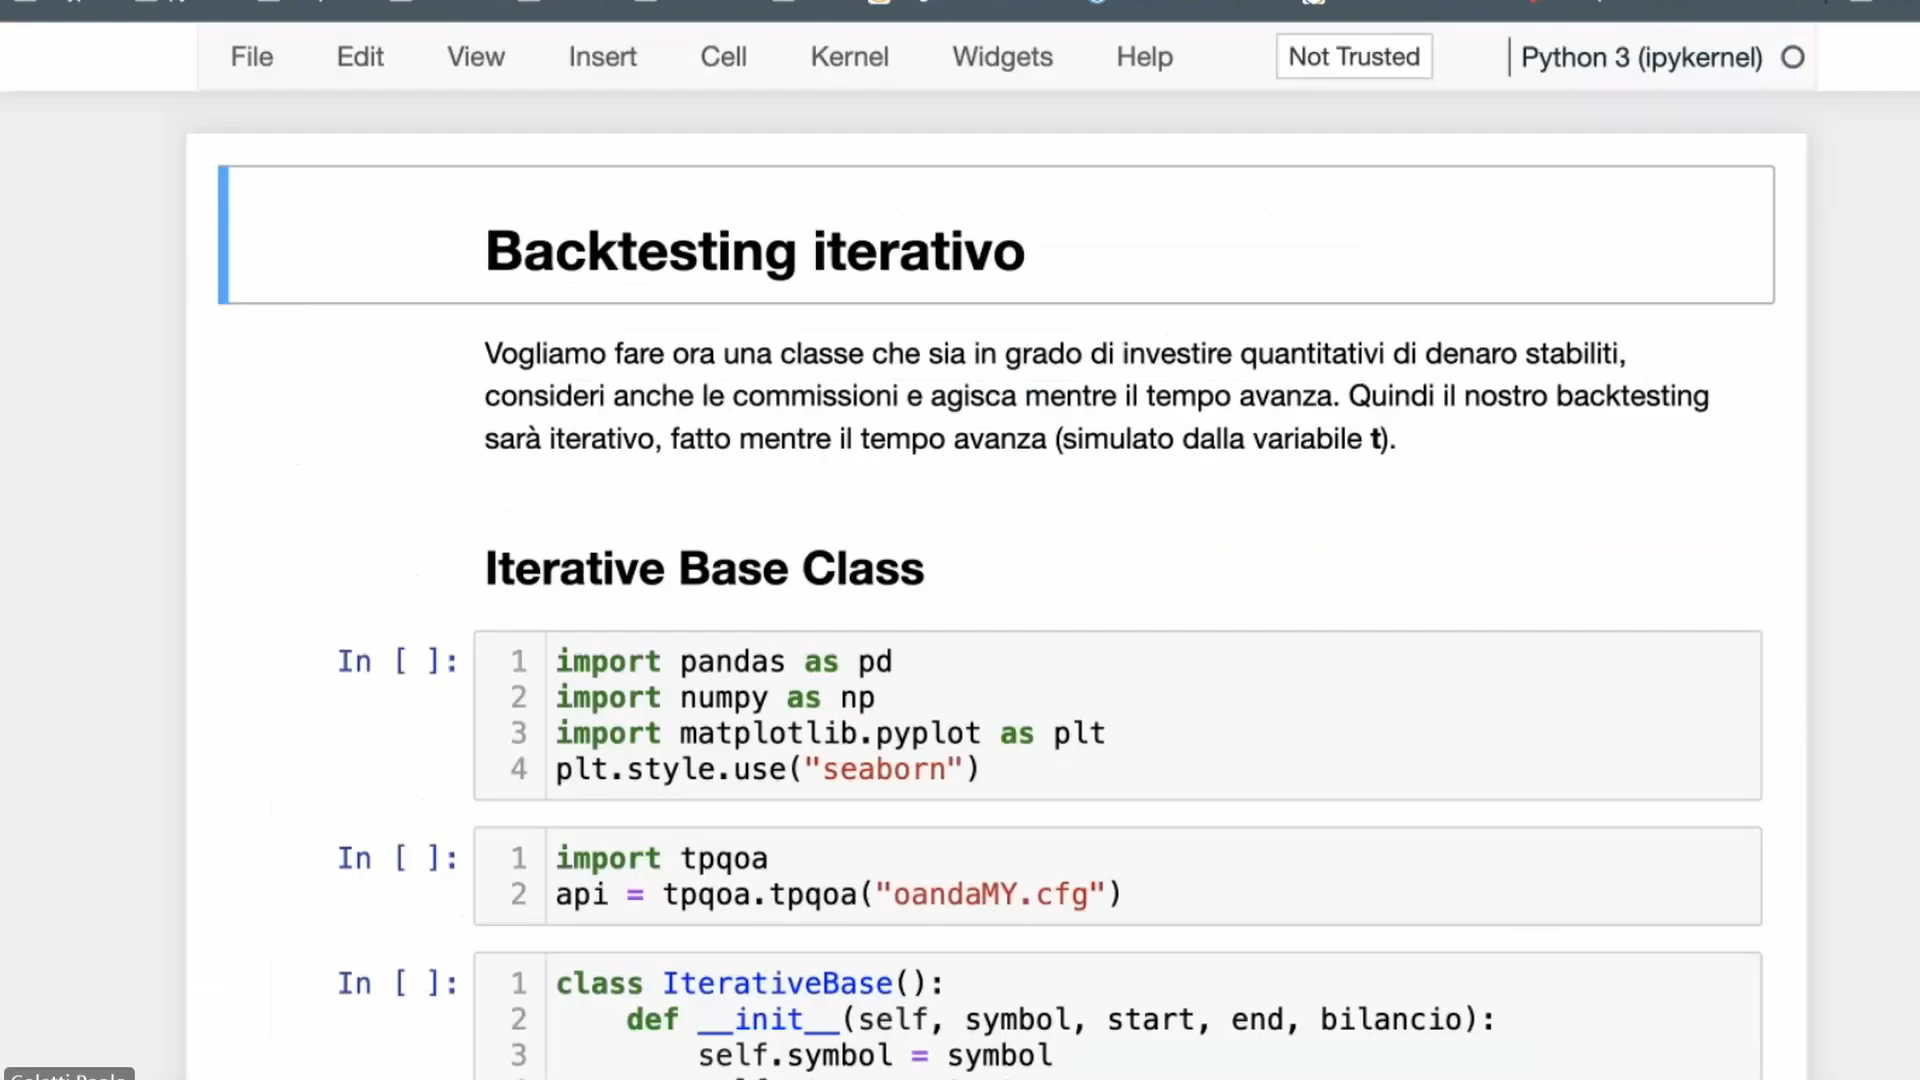 File Edit View Insert Cell Kernel Widgets Help Not Trusted Python 3 (ipykernel)
Backtesting iterativo
Vogliamo fare ora una classe che sia in grado di investire quantitativi di denaro stabiliti,
consideri anche le commissioni e agisca mentre il tempo avanza. Quindi il nostro backtesting
sarà iterativo, fatto mentre il tempo avanza (simulato dalla variabile t).
Iterative Base Class
In [ ]:
1 import pandas as pd
2 import numpy as np
3 import matplotlib.pyplot as plt
4 plt.style.use("seaborn")
In [ ]:
1 import tpqoa
2 api = tpqoa.tpqoa("oandaMY.cfg")
In [ ]:
1 class IterativeBase():
2 def __init__(self, symbol, start, end, bilancio):
3 self.symbol = symbol